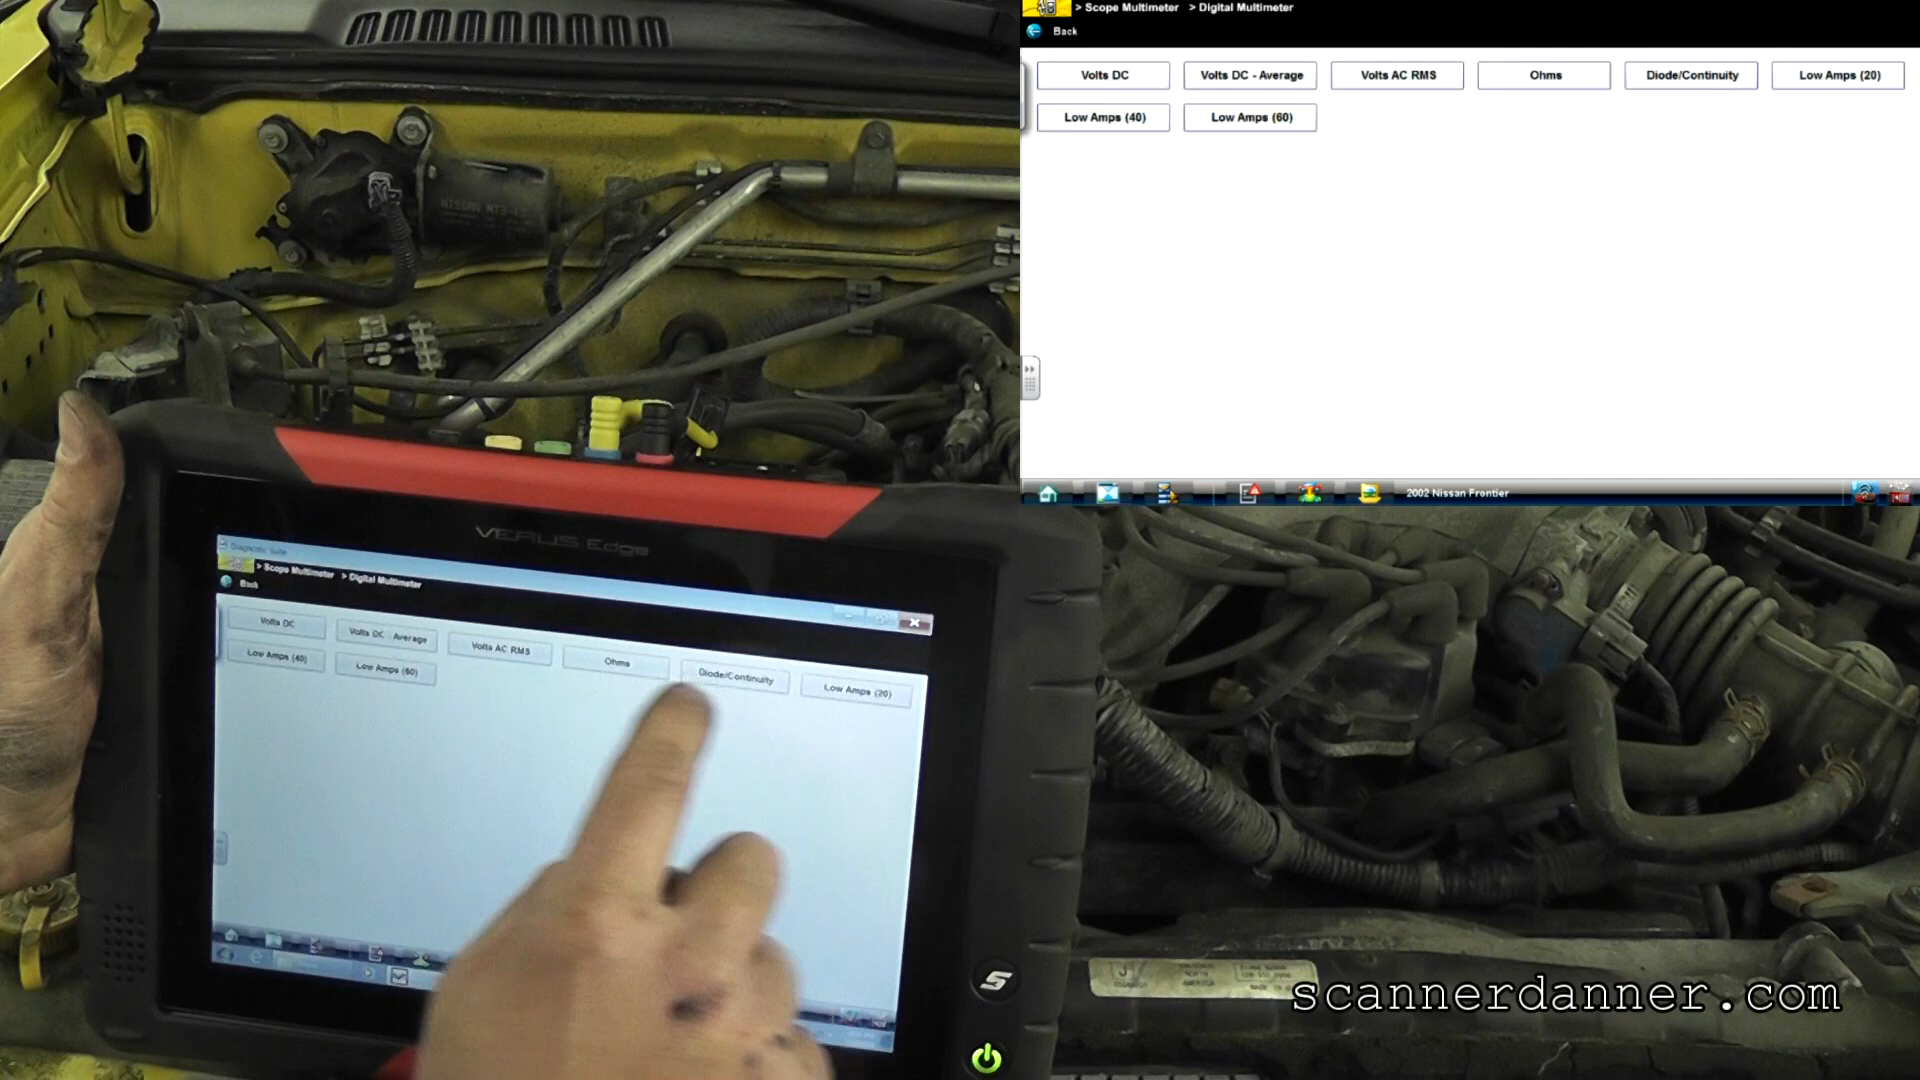 > Scope Multimeter > Digital Multimeter
Back
Volts DC
Volts DC - Average
Volts AC RMS
Ohms
Diode/Continuity
Low Amps (20)
Low Amps (40)
Low Amps (60)
2002 Nissan Frontier
NISSAN
VERUS Edge
Diagnostic Suite
> Scope Multimeter > Digital Multimeter
Back
Volts DC
Volts DC - Average
Volts AC RMS
Ohms
Diode/Continuity
Low Amps (20)
Low Amps (40)
Low Amps (60)
S
J
scannerdanner.com